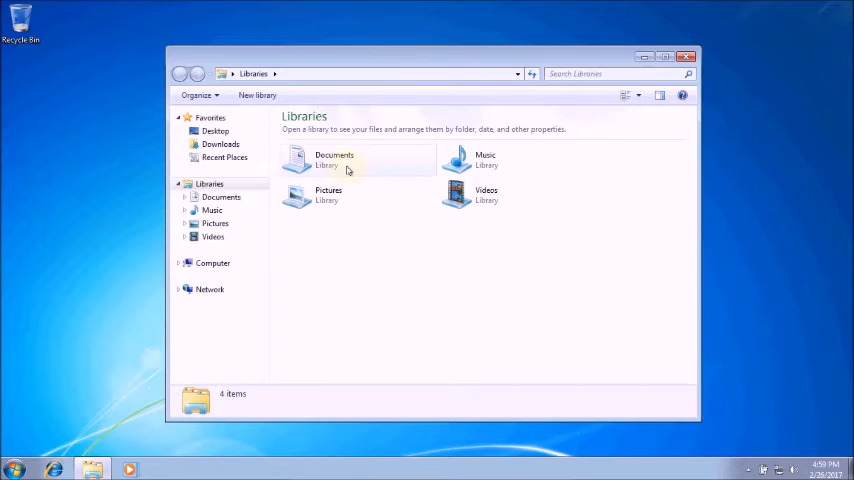 Recycle Bin
Libraries
Search Libraries
Organize
New library
Favorites
Desktop
Downloads
Recent Places
Libraries
Documents
Music
Pictures
Videos
Computer
Network
Libraries
Open a library to see your files and arrange them by folder, date, and other properties.
Documents
Library
Music
Library
Pictures
Library
Videos
Library
4 items
4:59 PM
2/26/2017